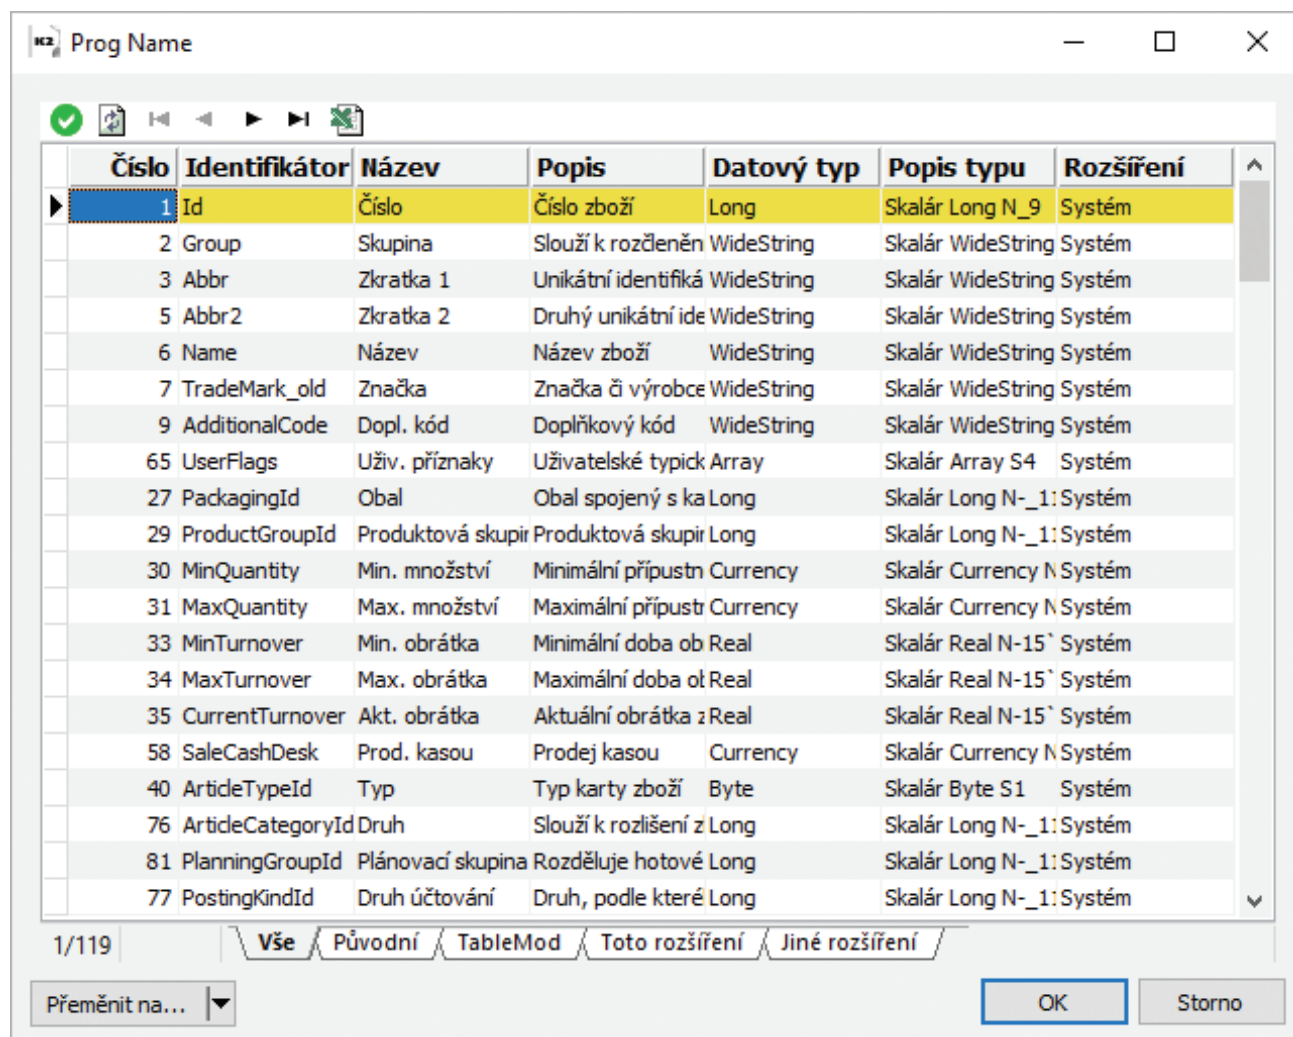 K2 Prog Name
Číslo Identifikátor Název Popis Datový typ Popis typu Rozšíření
1 Id Číslo Číslo zboží Long Skalár Long N_9 Systém
2 Group Skupina Slouží k rozčleněn WideString Skalár WideString Systém
3 Abbr Zkratka 1 Unikátní identifiká WideString Skalár WideString Systém
5 Abbr2 Zkratka 2 Druhý unikátní ide WideString Skalár WideString Systém
6 Name Název Název zboží WideString Skalár WideString Systém
7 TradeMark_old Značka Značka či výrobce WideString Skalár WideString Systém
9 AdditionalCode Dopl. kód Doplňkový kód WideString Skalár WideString Systém
65 UserFlags Uživ. příznaky Uživatelské typick Array Skalár Array S4 Systém
27 PackagingId Obal Obal spojený s ka Long Skalár Long N-_11 Systém
29 ProductGroupId Produktová skupin Produktová skupin Long Skalár Long N-_11 Systém
30 MinQuantity Min. množství Minimální přípustn Currency Skalár Currency N Systém
31 MaxQuantity Max. množství Maximální přípustn Currency Skalár Currency N Systém
33 MinTurnover Min. obrátka Minimální doba ob Real Skalár Real N-15` Systém
34 MaxTurnover Max. obrátka Maximální doba ob Real Skalár Real N-15` Systém
35 CurrentTurnover Akt. obrátka Aktuální obrátka z Real Skalár Real N-15` Systém
58 SaleCashDesk Prod. kasou Prodej kasou Currency Skalár Currency N Systém
40 ArticleTypeId Typ Typ karty zboží Byte Skalár Byte S1 Systém
76 ArticleCategoryId Druh Slouží k rozlišení z Long Skalár Long N-_11 Systém
81 PlanningGroupId Plánovací skupina Rozděluje hotové Long Skalár Long N-_11 Systém
77 PostingKindId Druh účtování Druh, podle které Long Skalár Long N-_11 Systém
1/119 Vše Původní TableMod Toto rozšíření Jiné rozšíření
Přeměnit na... OK Storno